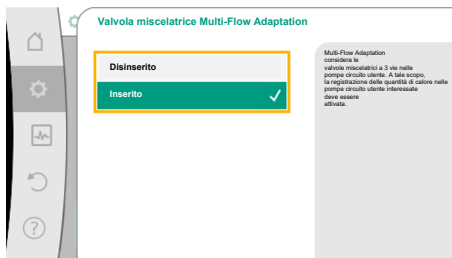 Valvola miscelatrice Multi-Flow Adaptation
Disinserito
Inserito
Multi-Flow Adaptation
considera le
valvole miscelatrici a 3 vie nelle
pompe circuito utente. A tale scopo,
la registrazione delle quantità di calore nelle
pompe circuito utente interessate
deve essere
attivata.
?